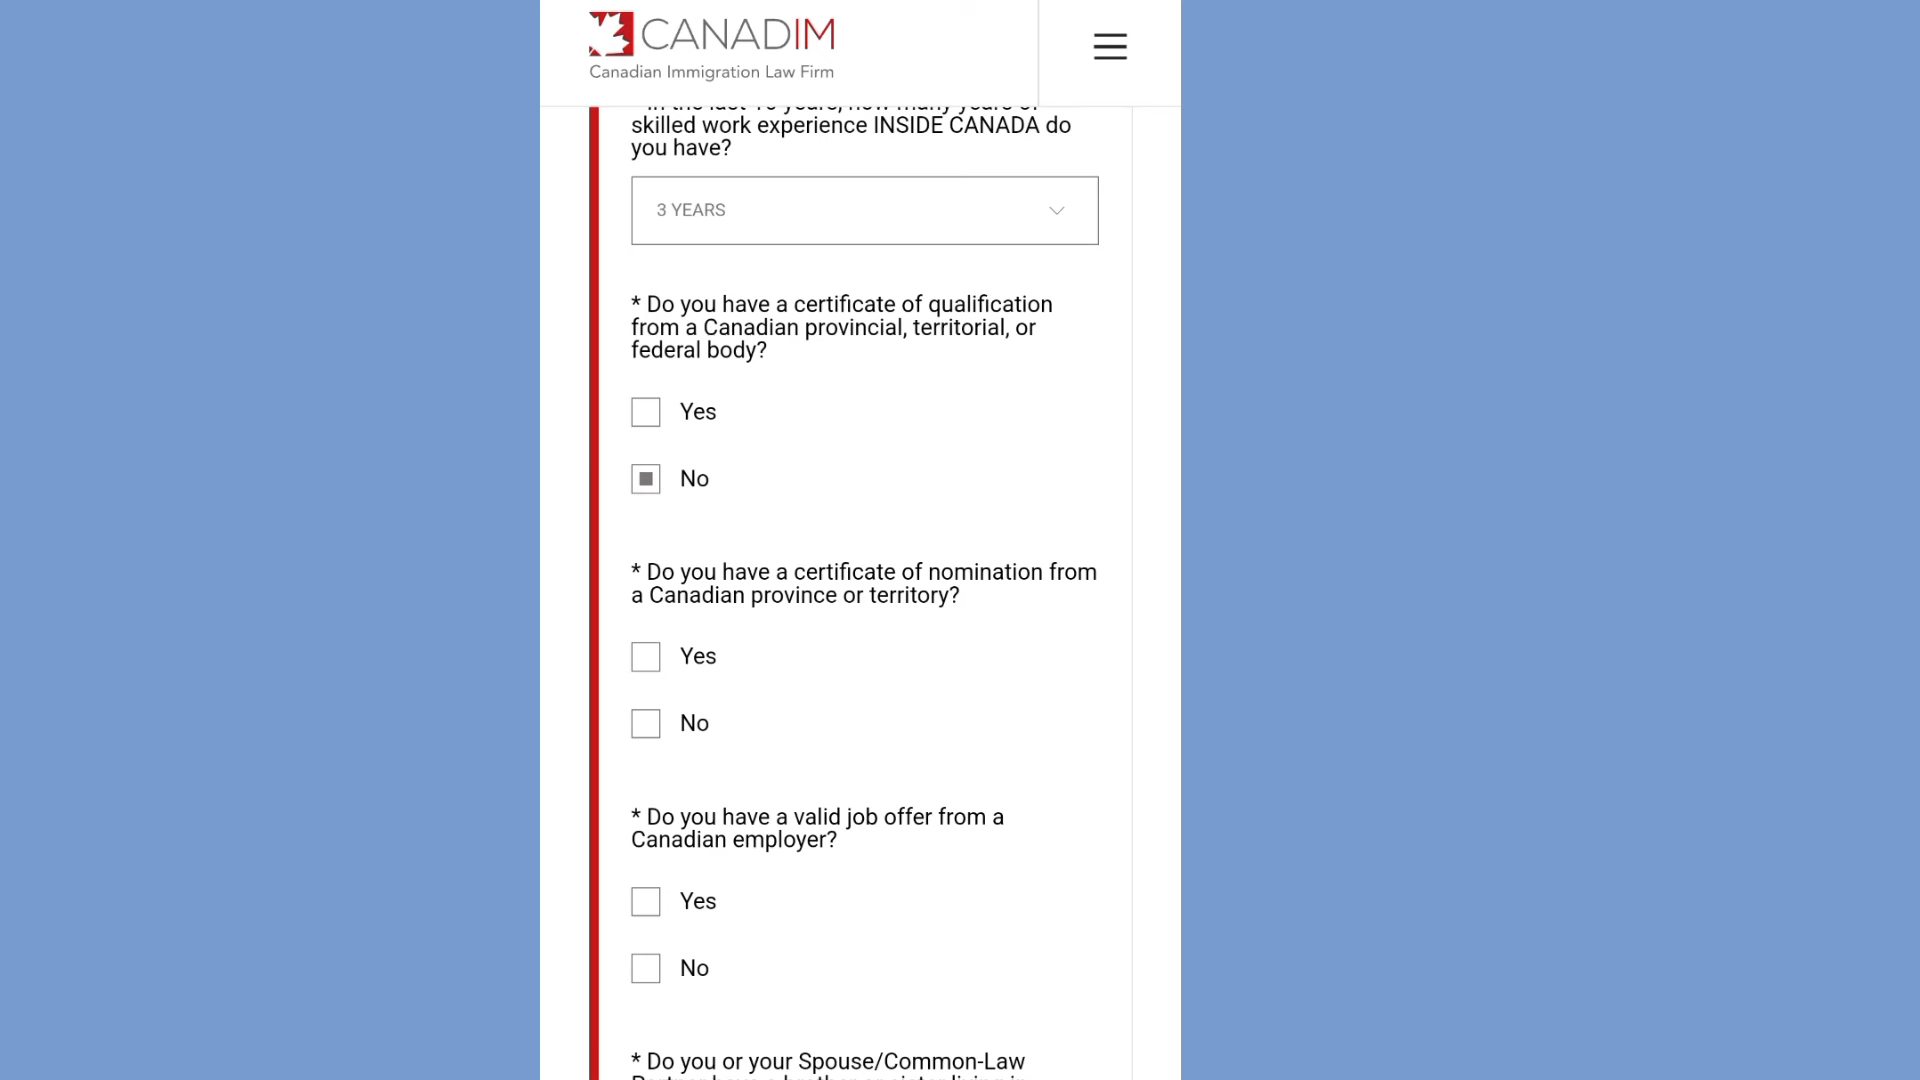 CANADIM
Canadian Immigration Law Firm
skilled work experience INSIDE CANADA do
you have?
3 YEARS
* Do you have a certificate of qualification
from a Canadian provincial, territorial, or
federal body?
Yes
No
* Do you have a certificate of nomination from
a Canadian province or territory?
Yes
No
* Do you have a valid job offer from a
Canadian employer?
Yes
No
* Do you or your Spouse/Common-Law